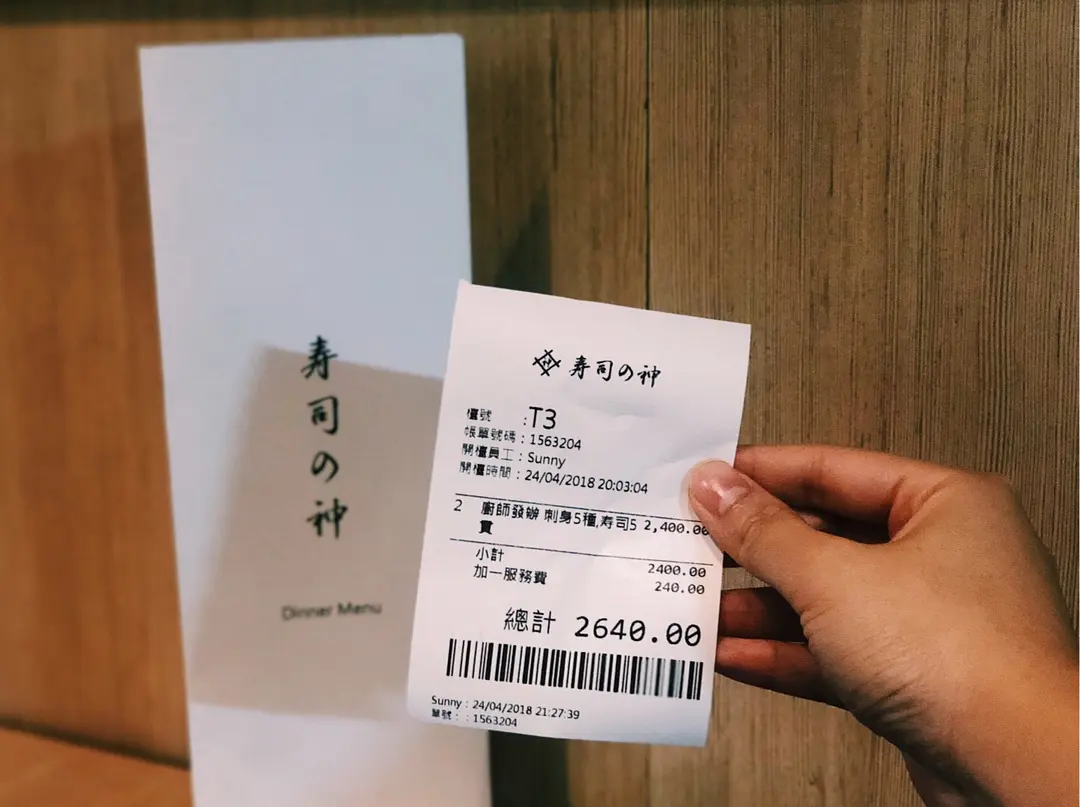 寿司の神
Dinner Menu
寿司の神
檯號 :T3
帳單號碼 : 1563204
開檯員工 : Sunny
開檯時間 : 24/04/2018 20:03:04
2 廚師發辦 刺身5種,寿司5 2,400.00
貫
小計 2400.00
加一服務費 240.00
總計 2640.00
Sunny : 24/04/2018 21:27:39
單號 : : 1563204